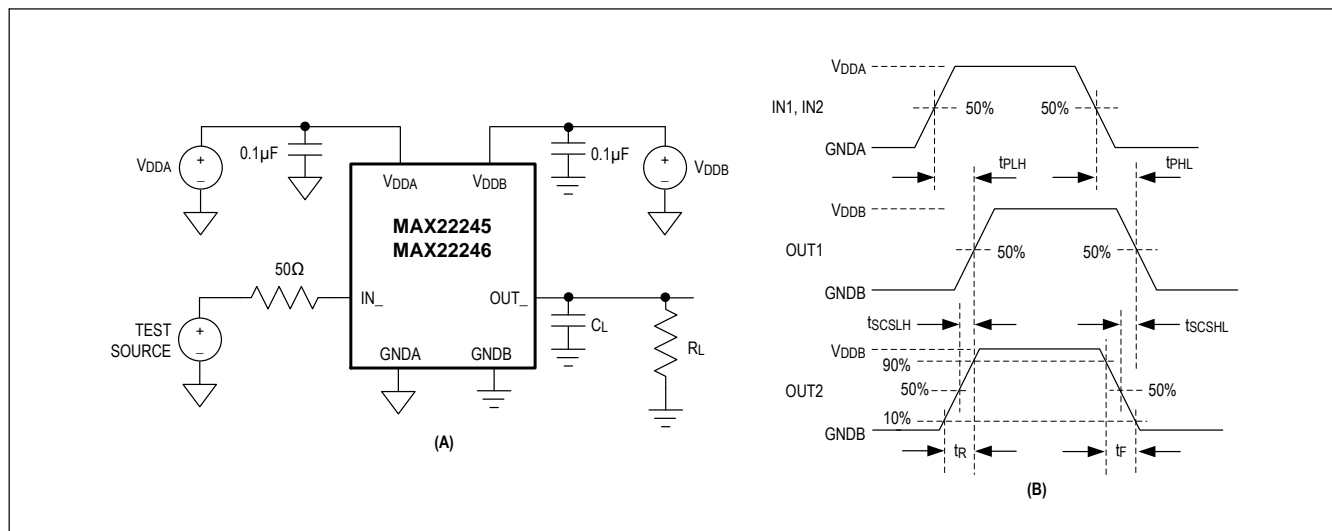 VDDA
0.1µF
0.1µF
VDDB
VDDA
VDDB
MAX22245
MAX22246
50Ω
IN_
OUT_
TEST
SOURCE
GNDA
GNDB
CL
RL
(A)
VDDA
IN1, IN2
50%
50%
GNDA
tPLH
tPHL
VDDB
OUT1
50%
50%
GNDB
tSCSLH
tSCSHL
VDDB
90%
50%
50%
OUT2
10%
GNDB
tR
tF
(B)